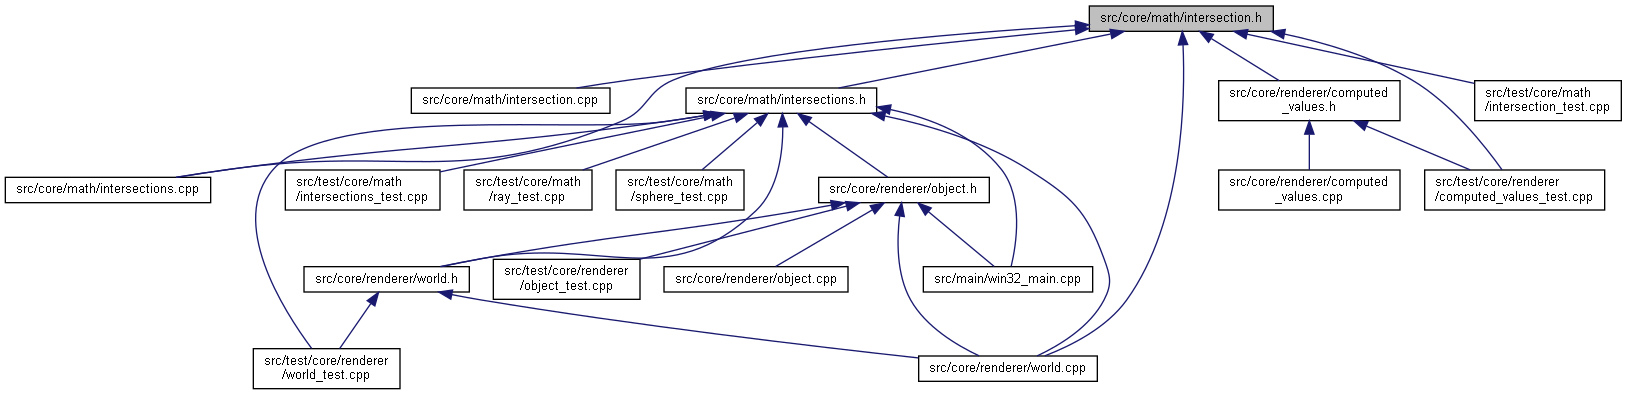 src/core/math/intersection.h
src/core/math/intersection.cpp
src/core/math/intersections.h
src/core/renderer/computed
_values.h
src/test/core/math
/intersection_test.cpp
src/core/math/intersections.cpp
src/test/core/math
/intersections_test.cpp
src/test/core/math
/ray_test.cpp
src/test/core/math
/sphere_test.cpp
src/core/renderer/object.h
src/core/renderer/computed
_values.cpp
src/test/core/renderer
/computed_values_test.cpp
src/core/renderer/world.h
src/test/core/renderer
/object_test.cpp
src/core/renderer/object.cpp
src/main/win32_main.cpp
src/test/core/renderer
/world_test.cpp
src/core/renderer/world.cpp